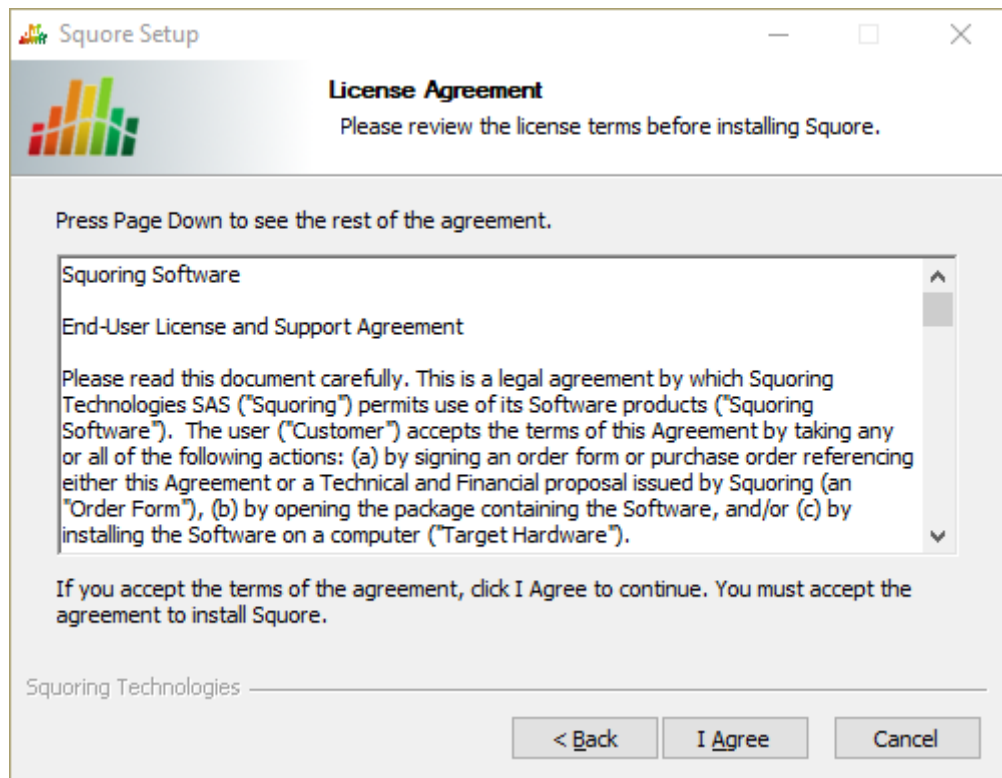 Squore Setup
License Agreement
Please review the license terms before installing Squore.
Press Page Down to see the rest of the agreement.
Squoring Software
End-User License and Support Agreement
Please read this document carefully. This is a legal agreement by which Squoring
Technologies SAS ("Squoring") permits use of its Software products ("Squoring
Software").  The user ("Customer") accepts the terms of this Agreement by taking any
or all of the following actions: (a) by signing an order form or purchase order referencing
either this Agreement or a Technical and Financial proposal issued by Squoring (an
"Order Form"), (b) by opening the package containing the Software, and/or (c) by
installing the Software on a computer ("Target Hardware").
If you accept the terms of the agreement, click I Agree to continue. You must accept the
agreement to install Squore.
Squoring Technologies
< Back
I Agree
Cancel